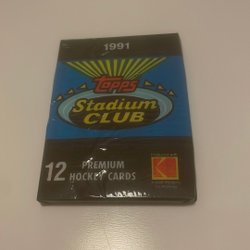 1991
Topps
Stadium
CLUB
12 PREMIUM
HOCKEY CARDS